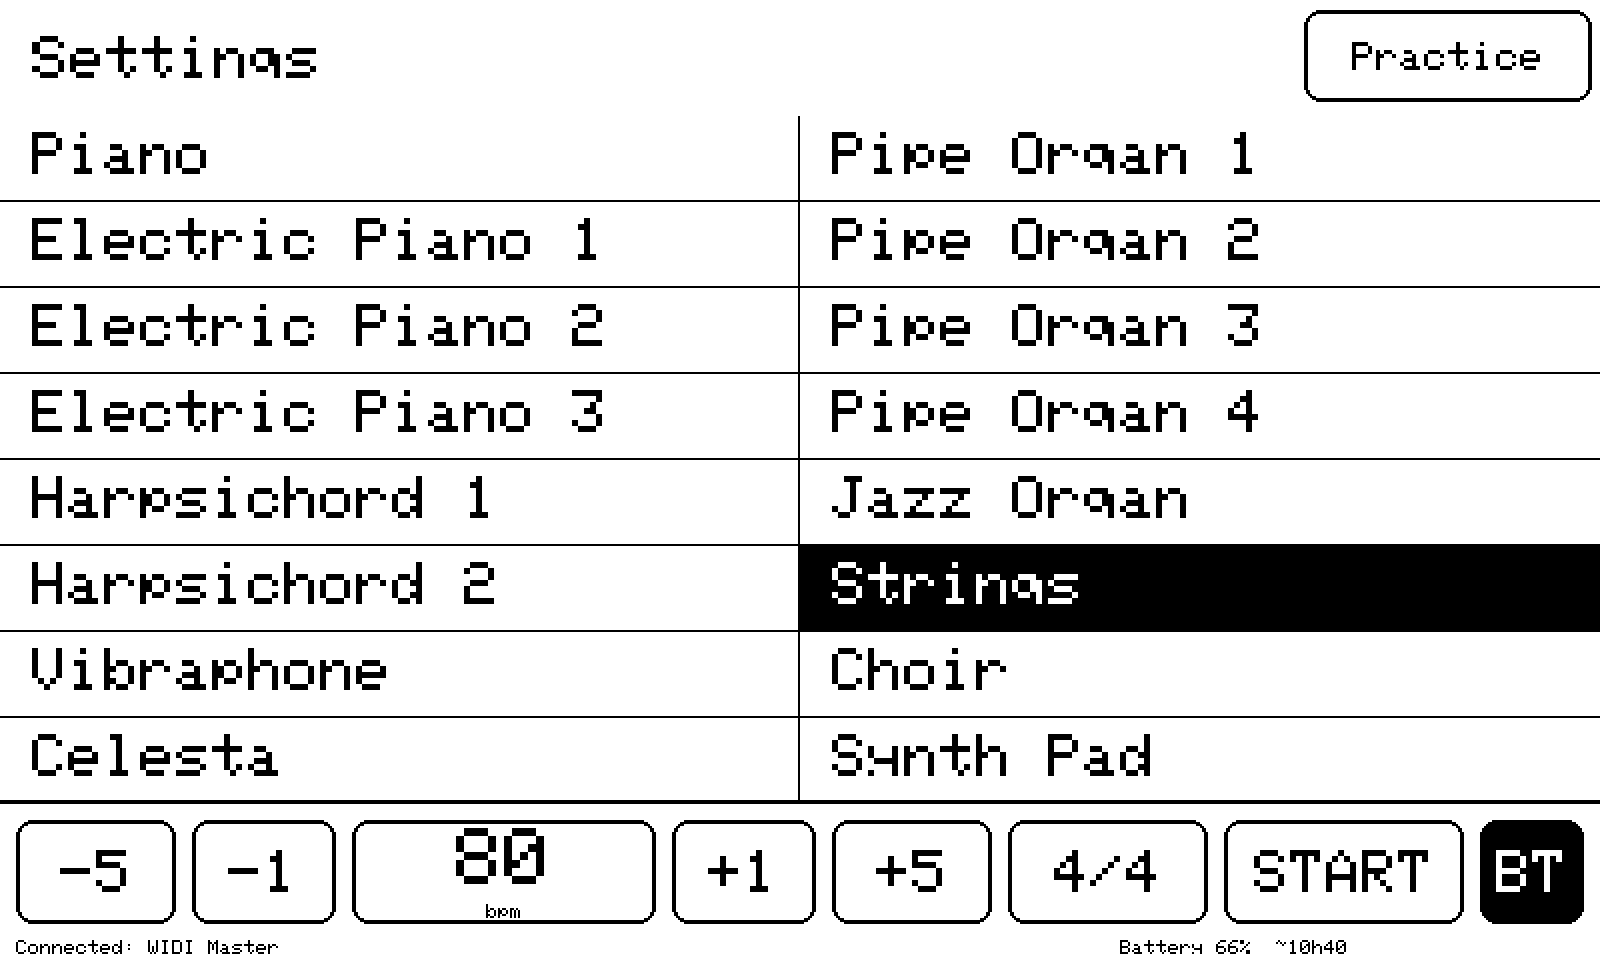 Settings
Practice
Piano
Electric Piano 1
Electric Piano 2
Electric Piano 3
Harpsichord 1
Harpsichord 2
Vibraphone
Celesta
Pipe Organ 1
Pipe Organ 2
Pipe Organ 3
Pipe Organ 4
Jazz Organ
Strings
Choir
Synth Pad
-5
-1
80
bpm
+1
+5
4/4
START
BT
Connected: WIDI Master
Battery 66% ~10h40